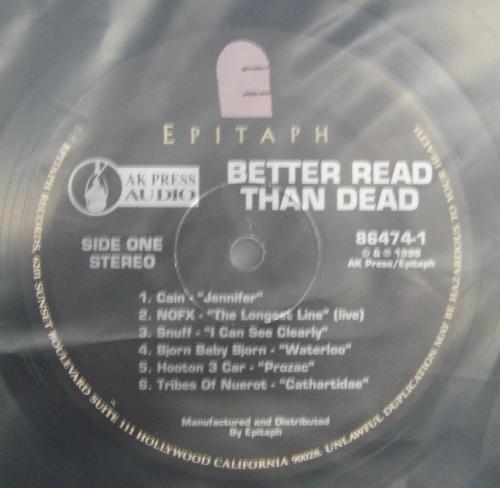 EPITAPH
AK PRESS
AUDIO
BETTER READ
THAN DEAD
SIDE ONE
STEREO
86474-1
© & ℗ 1996
AK Press/Epitaph
1. Cain - "Jennifer"
2. NOFX - "The Longest Line" (live)
3. Snuff - "I Can See Clearly"
4. Bjorn Baby Bjorn - "Waterloo"
5. Hooton 3 Car - "Prozac"
6. Tribes Of Nuerot - "Cathartidae"
Manufactured and Distributed
By Epitaph
EPITAPH RECORDS, 6201 SUNSET BOULEVARD SUITE 111 HOLLYWOOD CALIFORNIA 90028. UNLAWFUL DUPLICATION MAY BE HAZARDOUS TO YOUR HEALTH